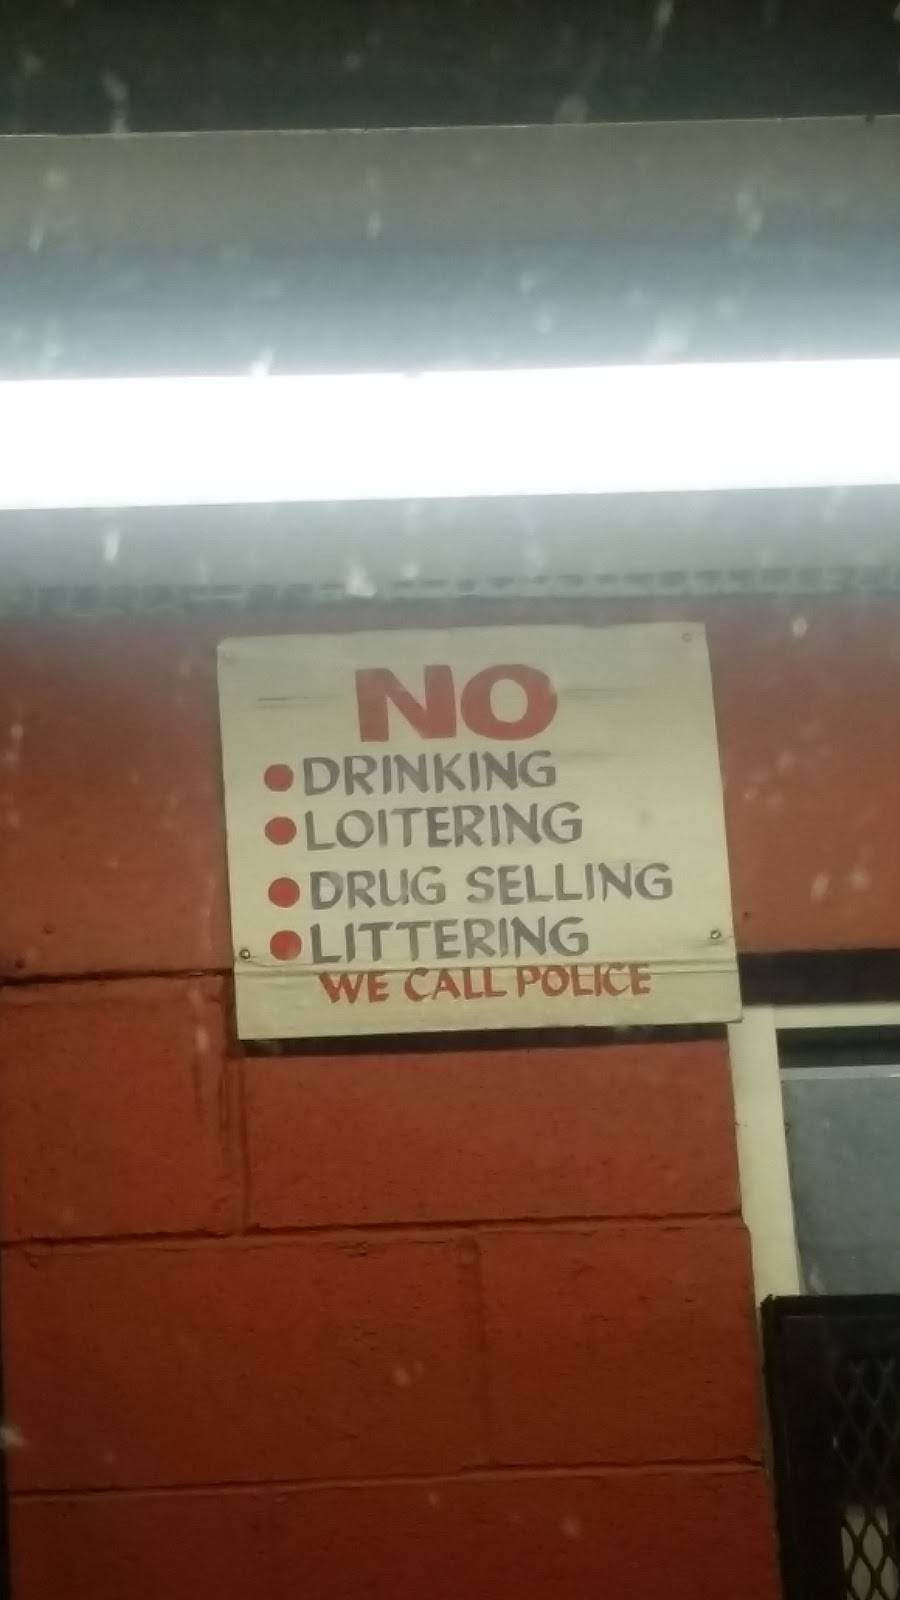 NO
• DRINKING
• LOITERING
• DRUG SELLING
• LITTERING
WE CALL POLICE